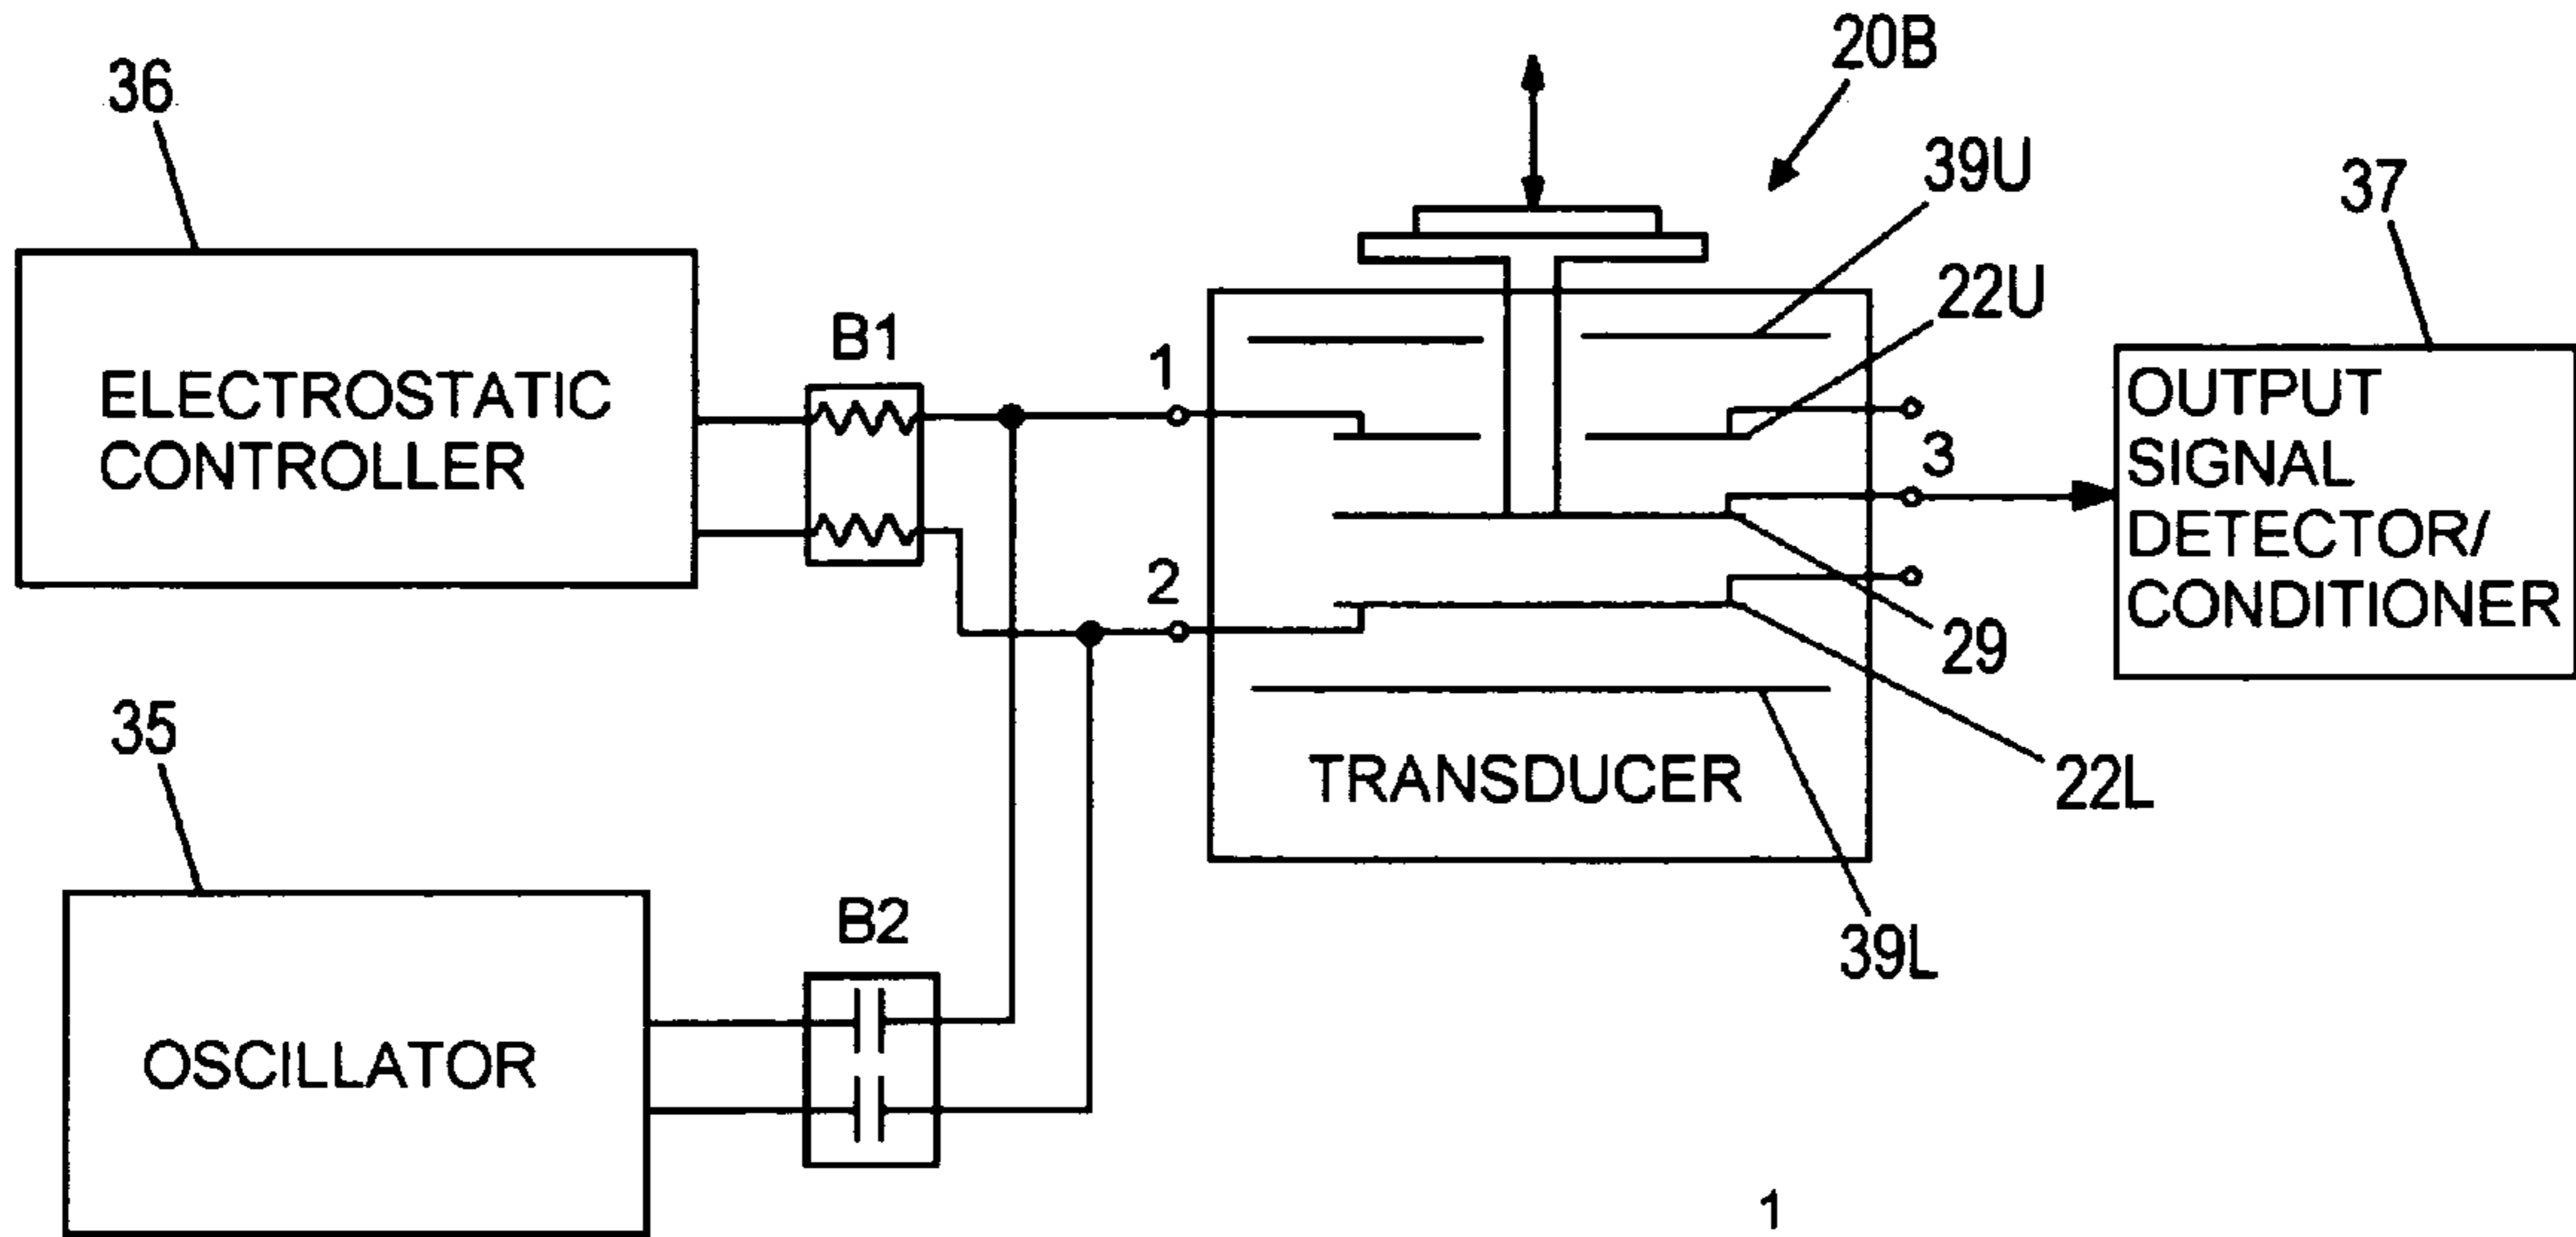 20B
36
39U
37
22U
B1
1
ELECTROSTATIC
CONTROLLER
OUTPUT
SIGNAL
DETECTOR/
CONDITIONER
3
2
29
35
TRANSDUCER
22L
B2
39L
OSCILLATOR
1